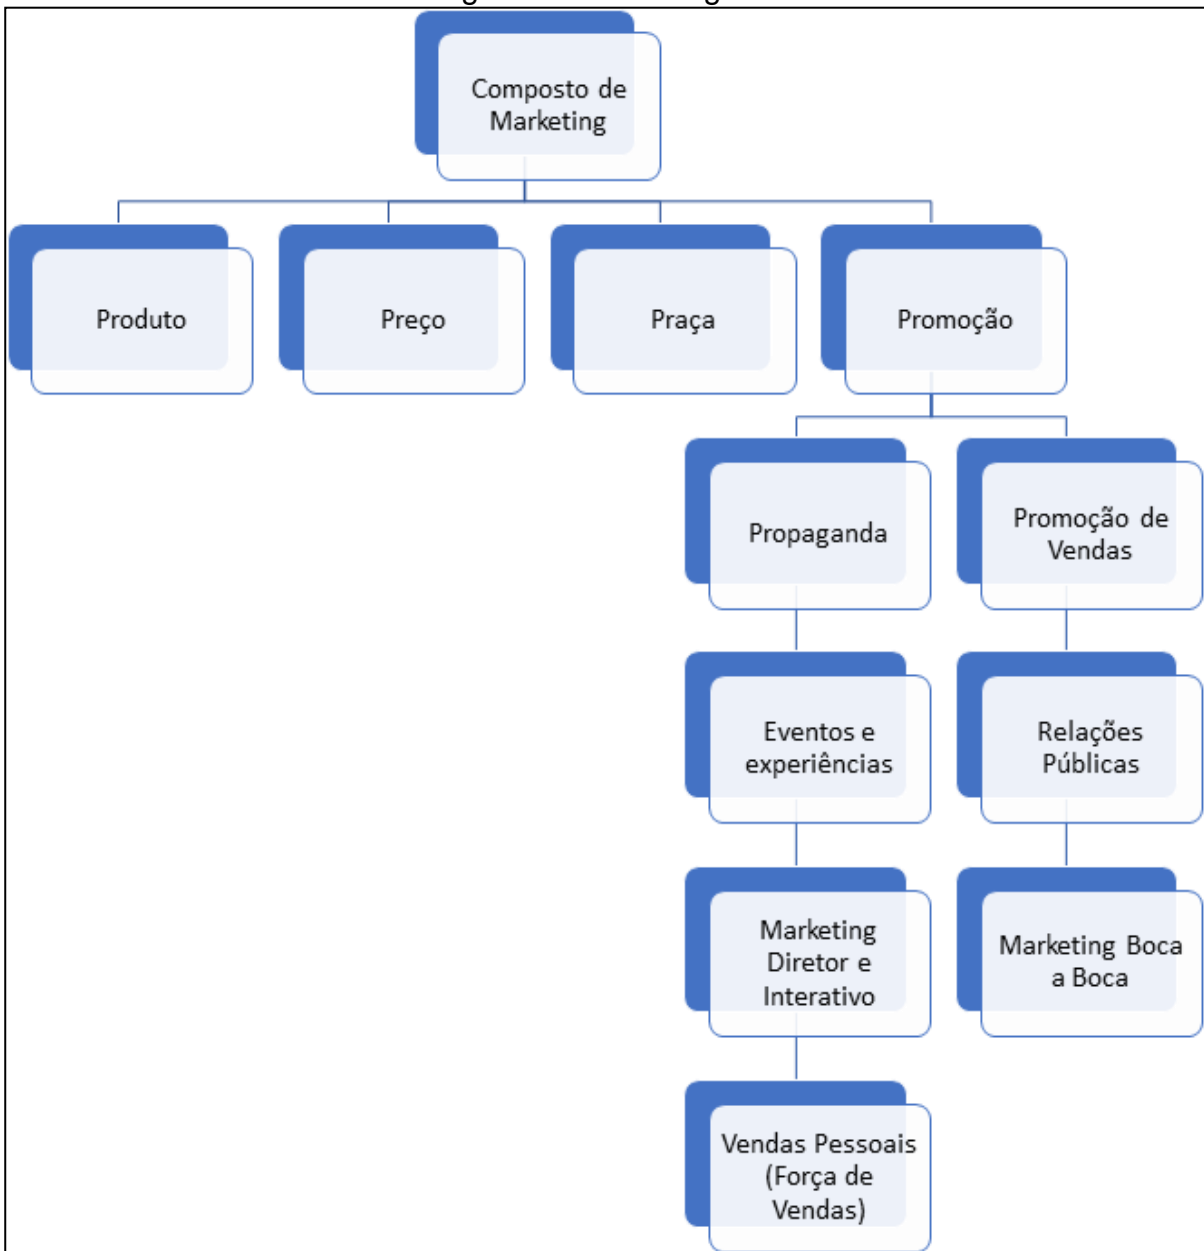 Composto de
Marketing
Produto
Preço
Praça
Promoção
Propaganda
Promoção de
Vendas
Eventos e
experiências
Relações
Públicas
Marketing
Diretor e
Interativo
Marketing Boca
a Boca
Vendas Pessoais
(Força de
Vendas)